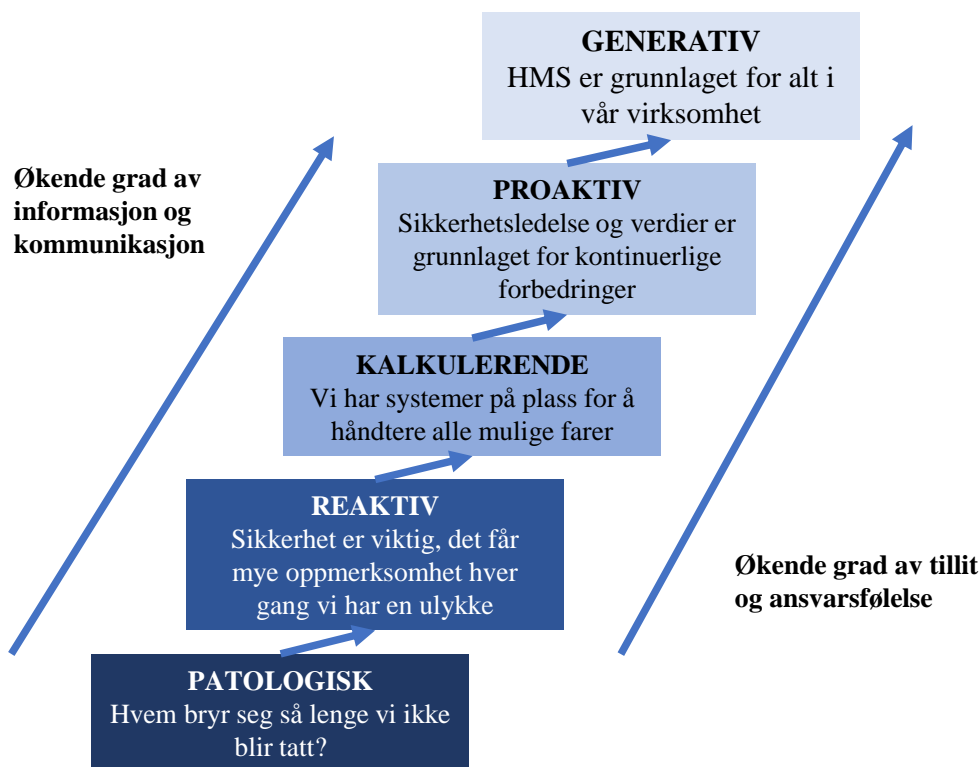 GENERATIV
HMS er grunnlaget for alt i
vår virksomhet
Økende grad av
informasjon og
kommunikasjon
PROAKTIV
Sikkerhetsledelse og verdier er
grunnlaget for kontinuerlige
forbedringer
KALKULERENDE
Vi har systemer på plass for å
håndtere alle mulige farer
REAKTIV
Sikkerhet er viktig, det får
mye oppmerksomhet hver
gang vi har en ulykke
Økende grad av tillit
og ansvarsfølelse
PATOLOGISK
Hvem bryr seg så lenge vi ikke
blir tatt?